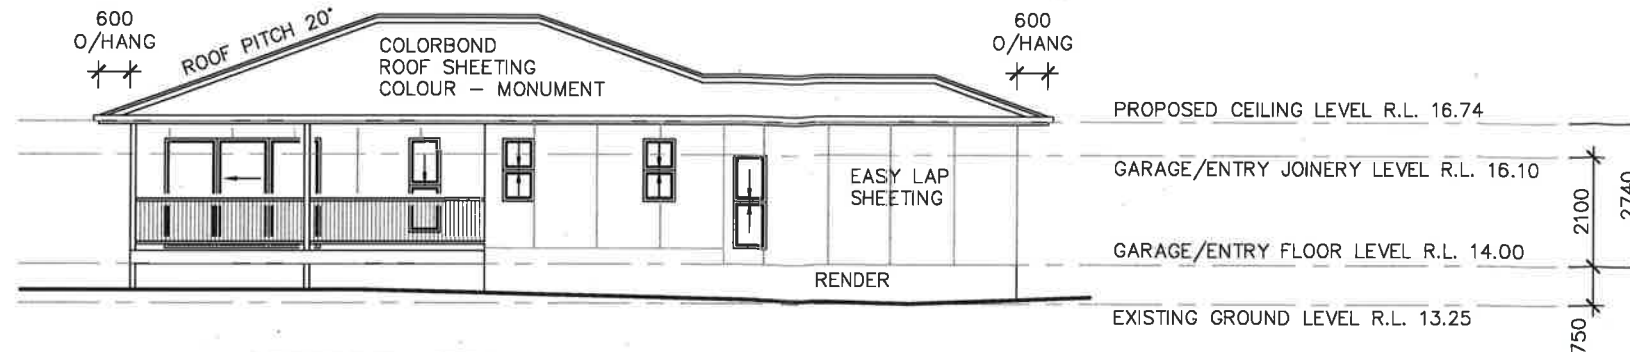 600
O/HANG
ROOF PITCH 20°
COLORBOND
ROOF SHEETING
COLOUR – MONUMENT
600
O/HANG
PROPOSED CEILING LEVEL R.L. 16.74
GARAGE/ENTRY JOINERY LEVEL R.L. 16.10
EASY LAP
SHEETING
2100
2740
GARAGE/ENTRY FLOOR LEVEL R.L. 14.00
RENDER
EXISTING GROUND LEVEL R.L. 13.25
750